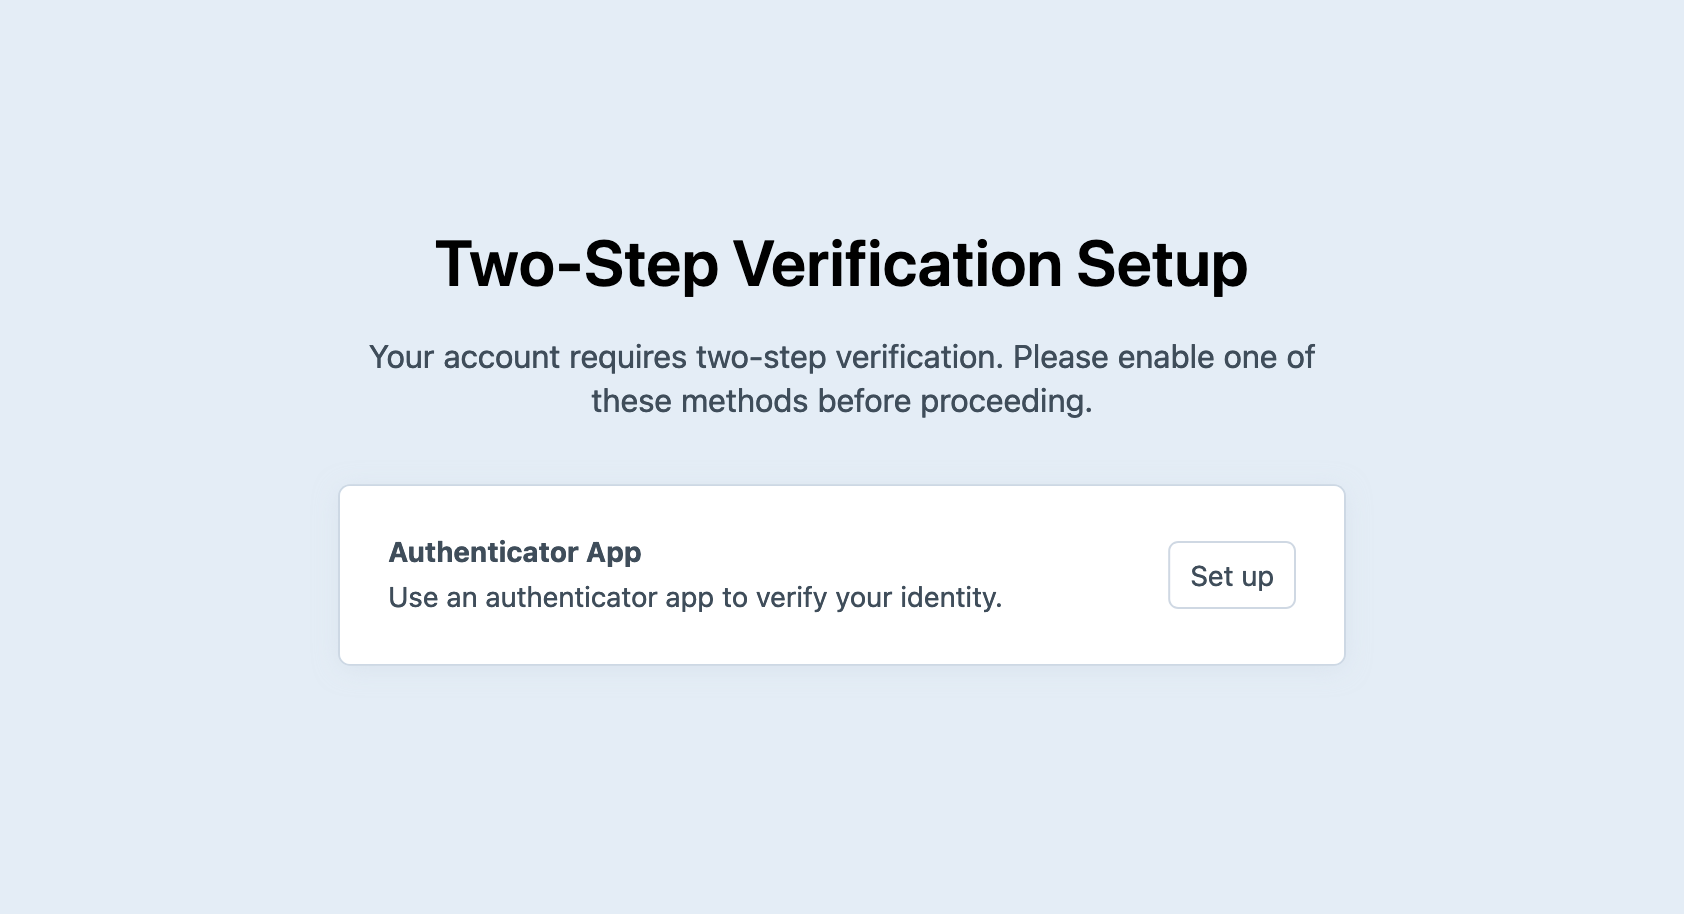 Two-Step Verification Setup
Your account requires two-step verification. Please enable one of
these methods before proceeding.
Authenticator App
Use an authenticator app to verify your identity.
Set up